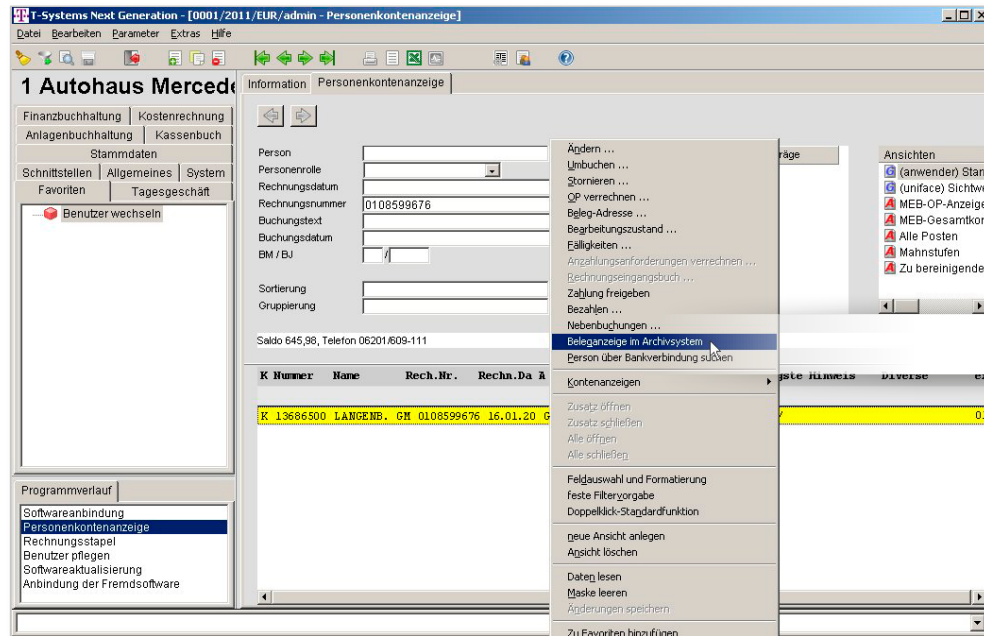 T-Systems Next Generation - [0001/2011/EUR/admin - Personenkontenanzeige]
Datei Bearbeiten Parameter Extras Hilfe
1 Autohaus Mercede
Finanzbuchhaltung Kostenrechnung
Anlagenbuchhaltung Kassenbuch
Stammdaten
Schnittstellen Allgemeines System
Favoriten Tagesgeschäft
Benutzer wechseln
Programmverlauf
Softwareanbindung
Personenkontenanzeige
Rechnungsstapel
Benutzer pflegen
Softwareaktualisierung
Anbindung der Fremdsoftware
Information Personenkontenanzeige
Person
Personenrolle
Rechnungsdatum
Rechnungsnummer 0108599676
Buchungstext
Buchungsdatum
BM / BJ /
Sortierung
Gruppierung
Saldo 645,98, Telefon 06201/609-111
K Nummer Name Rech.Nr. Rechn.Da Ä
K 13686500 LANGENB. GM 0108599676 16.01.20 G
Ändern ...
Umbuchen ...
Stornieren ...
OP verrechnen ...
Beleg-Adresse ...
Bearbeitungszustand ...
Fälligkeiten ...
Anzahlungsanforderungen verrechnen ...
Rechnungseingangsbuch ...
Zahlung freigeben
Bezahlen ...
Nebenbuchungen ...
Beleganzeige im Archivsystem
Person über Bankverbindung suchen
Kontenanzeigen
Zusatz öffnen
Zusatz schließen
Alle öffnen
Alle schließen
Feldauswahl und Formatierung
feste Filtervorgabe
Doppelklick-Standardfunktion
neue Ansicht anlegen
Ansicht löschen
Daten lesen
Maske leeren
Änderungen speichern
Zu Favoriten hinzufügen
räge
Ansichten
(anwender) Stan
(uniface) Sichtwe
MEB-OP-Anzeige
MEB-Gesamtkor
Alle Posten
Mahnstufen
Zu bereinigende
gste Hinweis Diverse